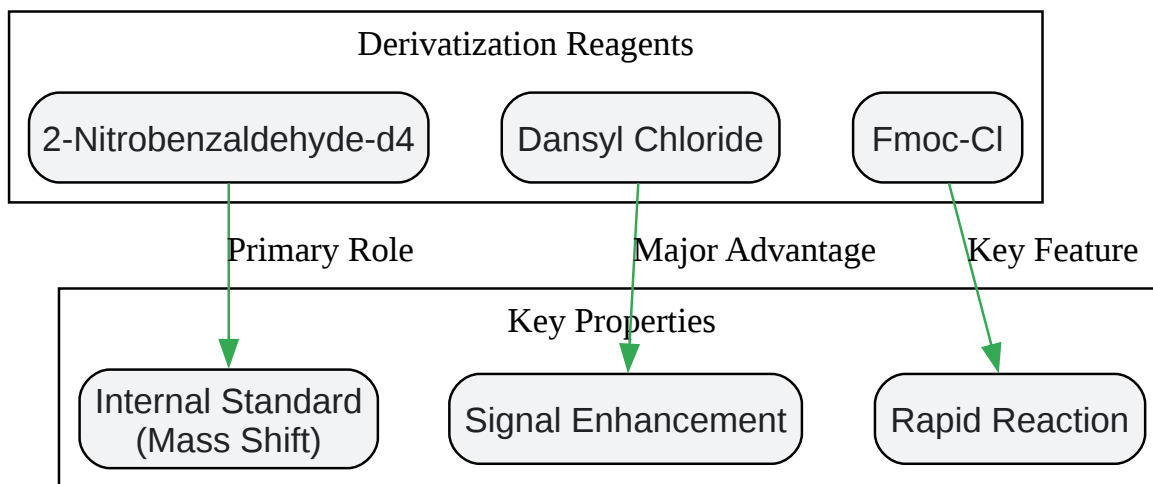 Derivatization Reagents
2-Nitrobenzaldehyde-d4
Dansyl Chloride
Fmoc-Cl
Primary Role
Major Advantage
Key Feature
Key Properties
Internal Standard
(Mass Shift)
Signal Enhancement
Rapid Reaction